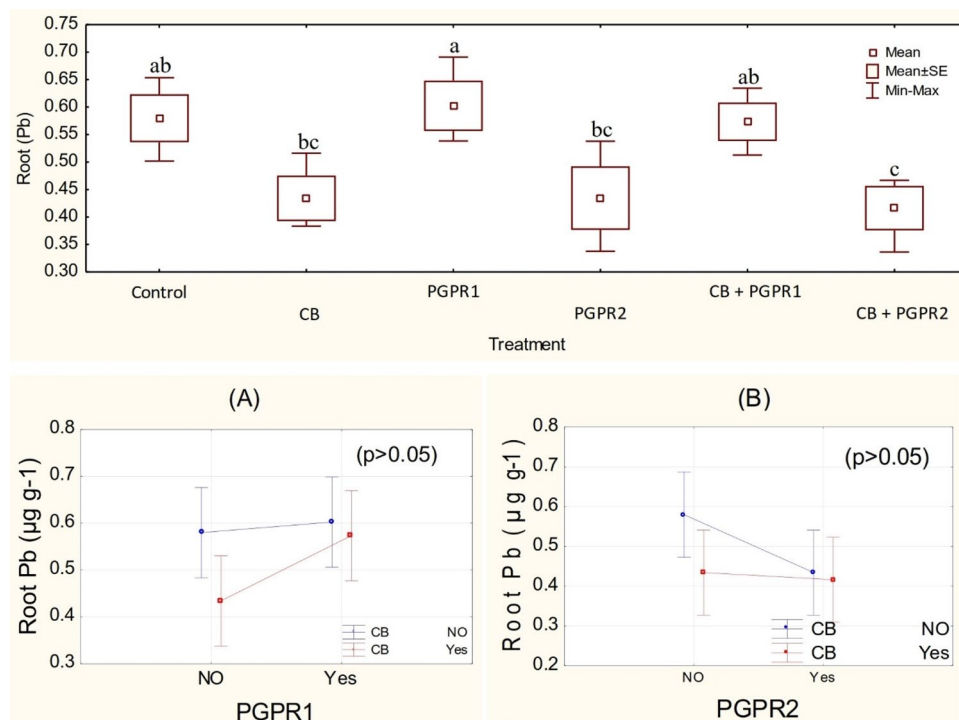 0.75
0.70
0.65
0.60
0.55
0.50
0.45
0.40
0.35
0.30
Root (Pb)
ab
bc
a
bc
ab
c
Mean
Mean±SE
Min-Max
Control
CB
PGPR1
PGPR2
CB + PGPR1
CB + PGPR2
Treatment
(A)
(p>0.05)
0.8
0.7
0.6
0.5
0.4
0.3
Root Pb (µg g-1)
CB NO
CB Yes
NO Yes
PGPR1
(B)
(p>0.05)
0.8
0.7
0.6
0.5
0.4
0.3
0.2
Root Pb (µg g-1)
CB NO
CB Yes
NO Yes
PGPR2